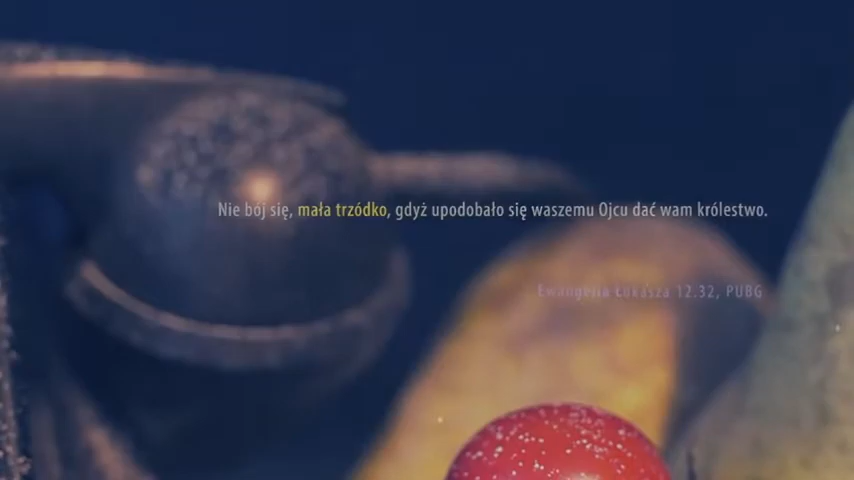 Nie bój się, mała trzódko, gdyż upodobało się waszemu Ojcu dać wam królestwo.
Ewangelia Łukasza 12.32, PUBG